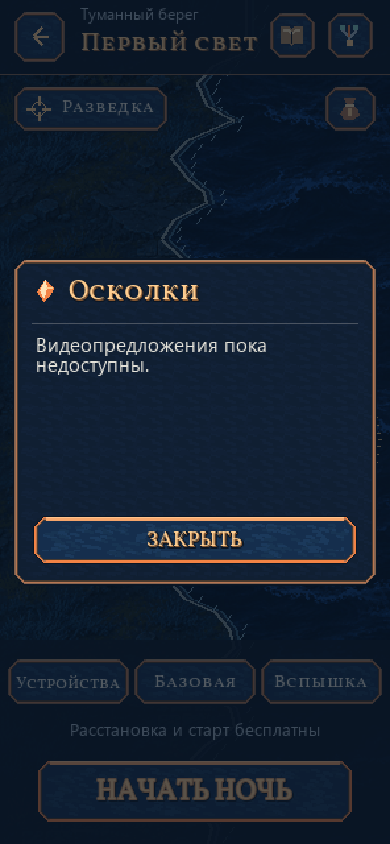 Туманный берег
Первый свет
Разведка
Осколки
Видеопредложения пока
недоступны.
ЗАКРЫТЬ
Устройства
Базовая
Вспышка
Расстановка и старт бесплатны
НАЧАТЬ НОЧЬ